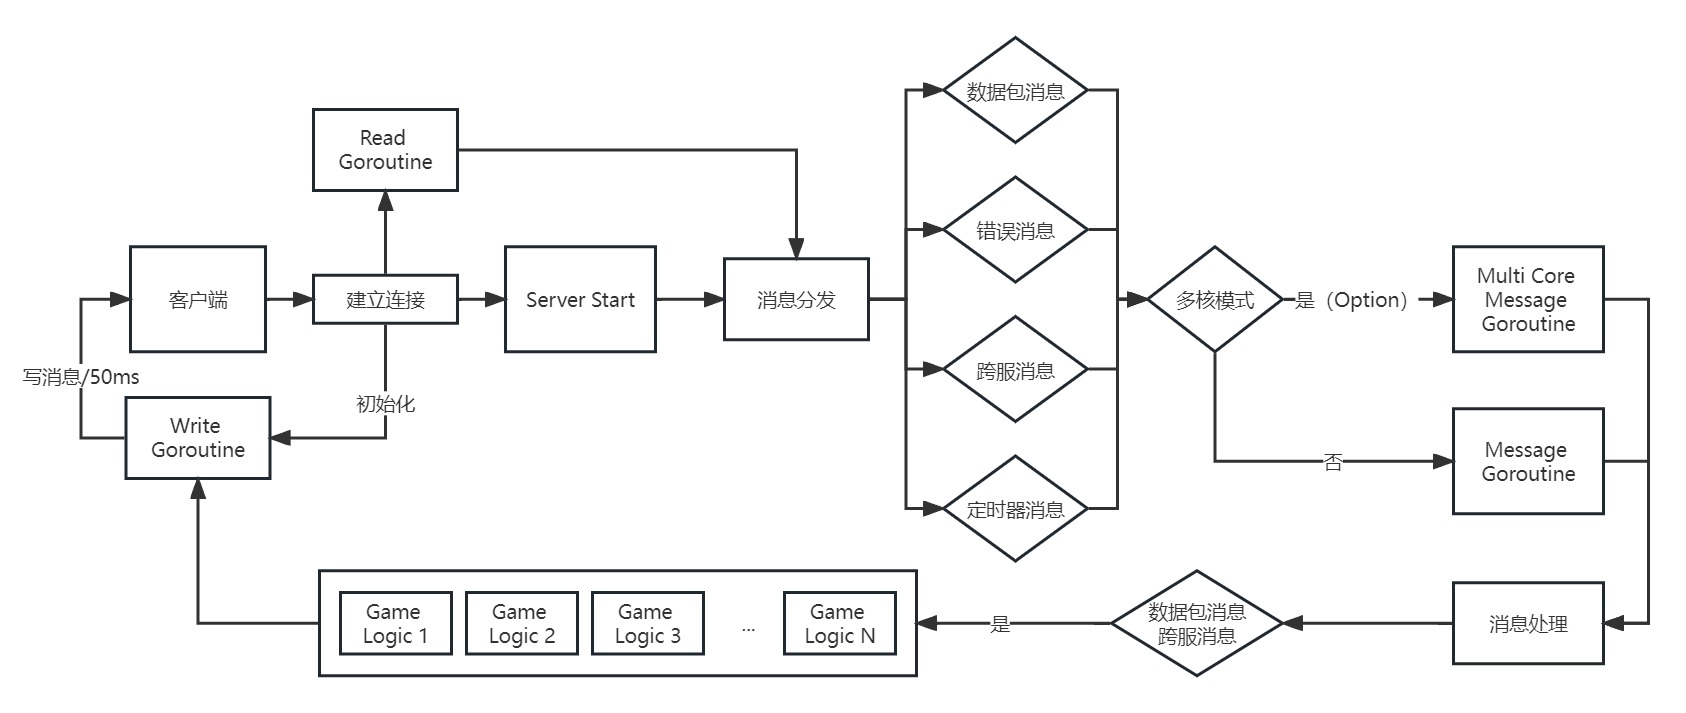 数据包消息
Read
Goroutine
错误消息
客户端
建立连接
Server Start
消息分发
多核模式
是（Option）
Multi Core
Message
Goroutine
写消息/50ms
初始化
跨服消息
Write
Goroutine
否
Message
Goroutine
定时器消息
Game
Logic 1
Game
Logic 2
Game
Logic 3
...
Game
Logic N
是
数据包消息
跨服消息
消息处理